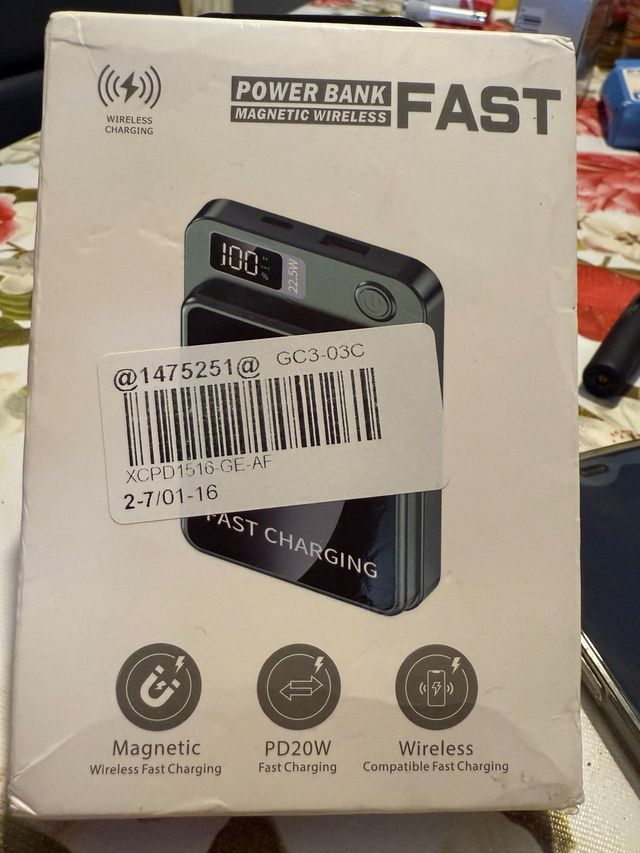 WIRELESS
CHARGING
POWER BANK
MAGNETIC WIRELESS
FAST
100
%
22.5W
@1475251@ GC3-03C
XCPD1516-GE-AF
2-7/01-16
FAST CHARGING
Magnetic
Wireless Fast Charging
PD20W
Fast Charging
Wireless
Compatible Fast Charging